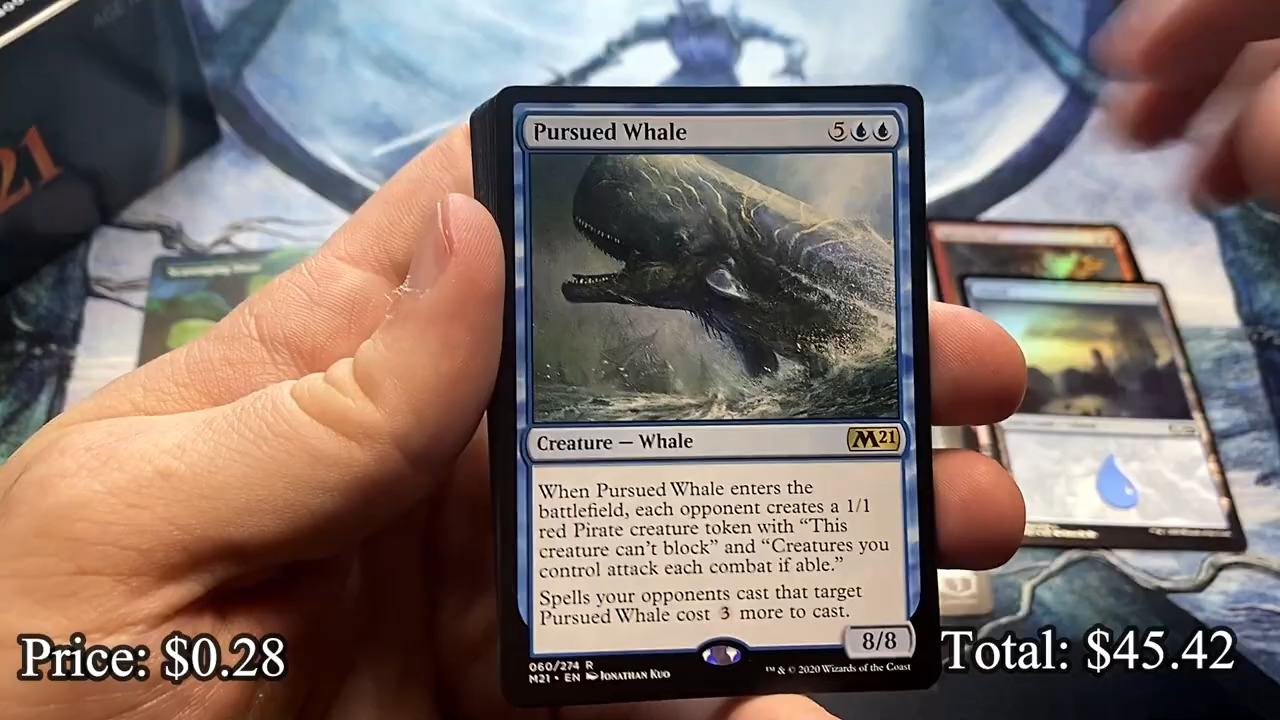 21
Pursued Whale 5
Creature — Whale M21
When Pursued Whale enters the
battlefield, each opponent creates a 1/1
red Pirate creature token with “This
creature can't block” and “Creatures you
control attack each combat if able.”
Spells your opponents cast that target
Pursued Whale cost 3 more to cast.
8/8
060/274 R
M21 • EN Jonathan Kuo
™ & © 2020 Wizards of the Coast
Price: $0.28
Total: $45.42